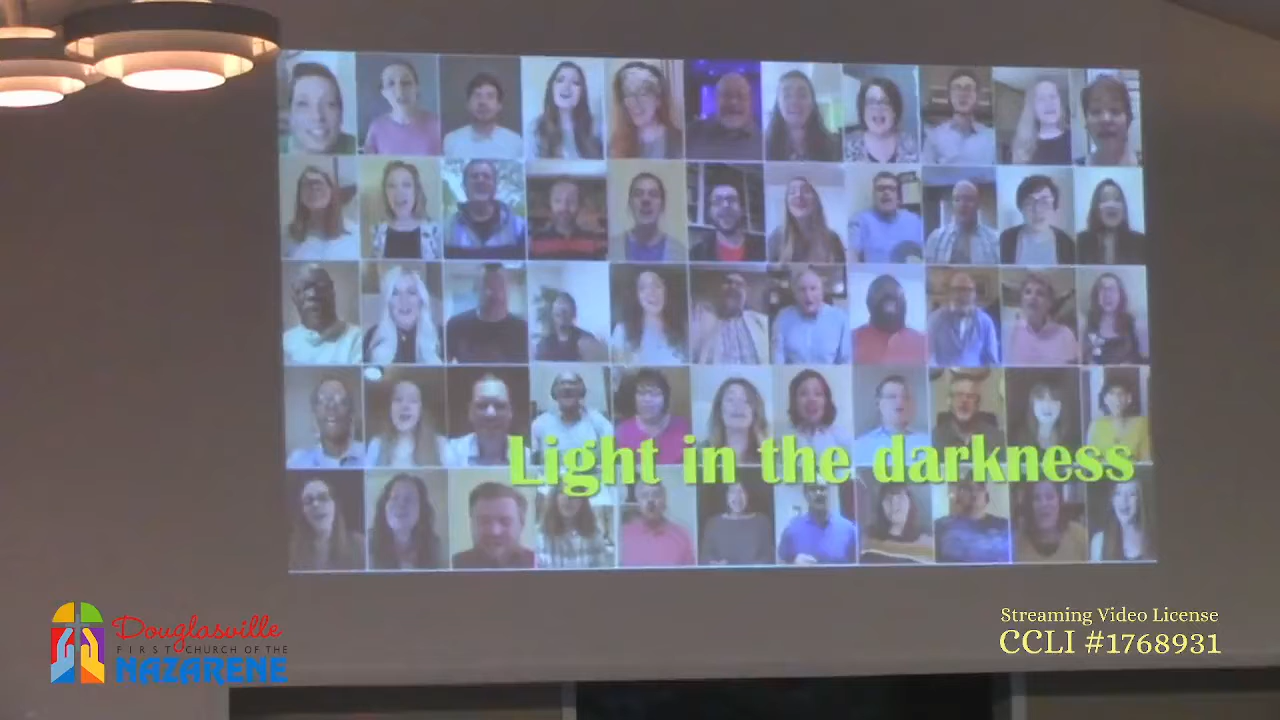 Light in the darkness
Douglasville
FIRST CHURCH OF THE
NAZARENE
Streaming Video License
CCLI #1768931